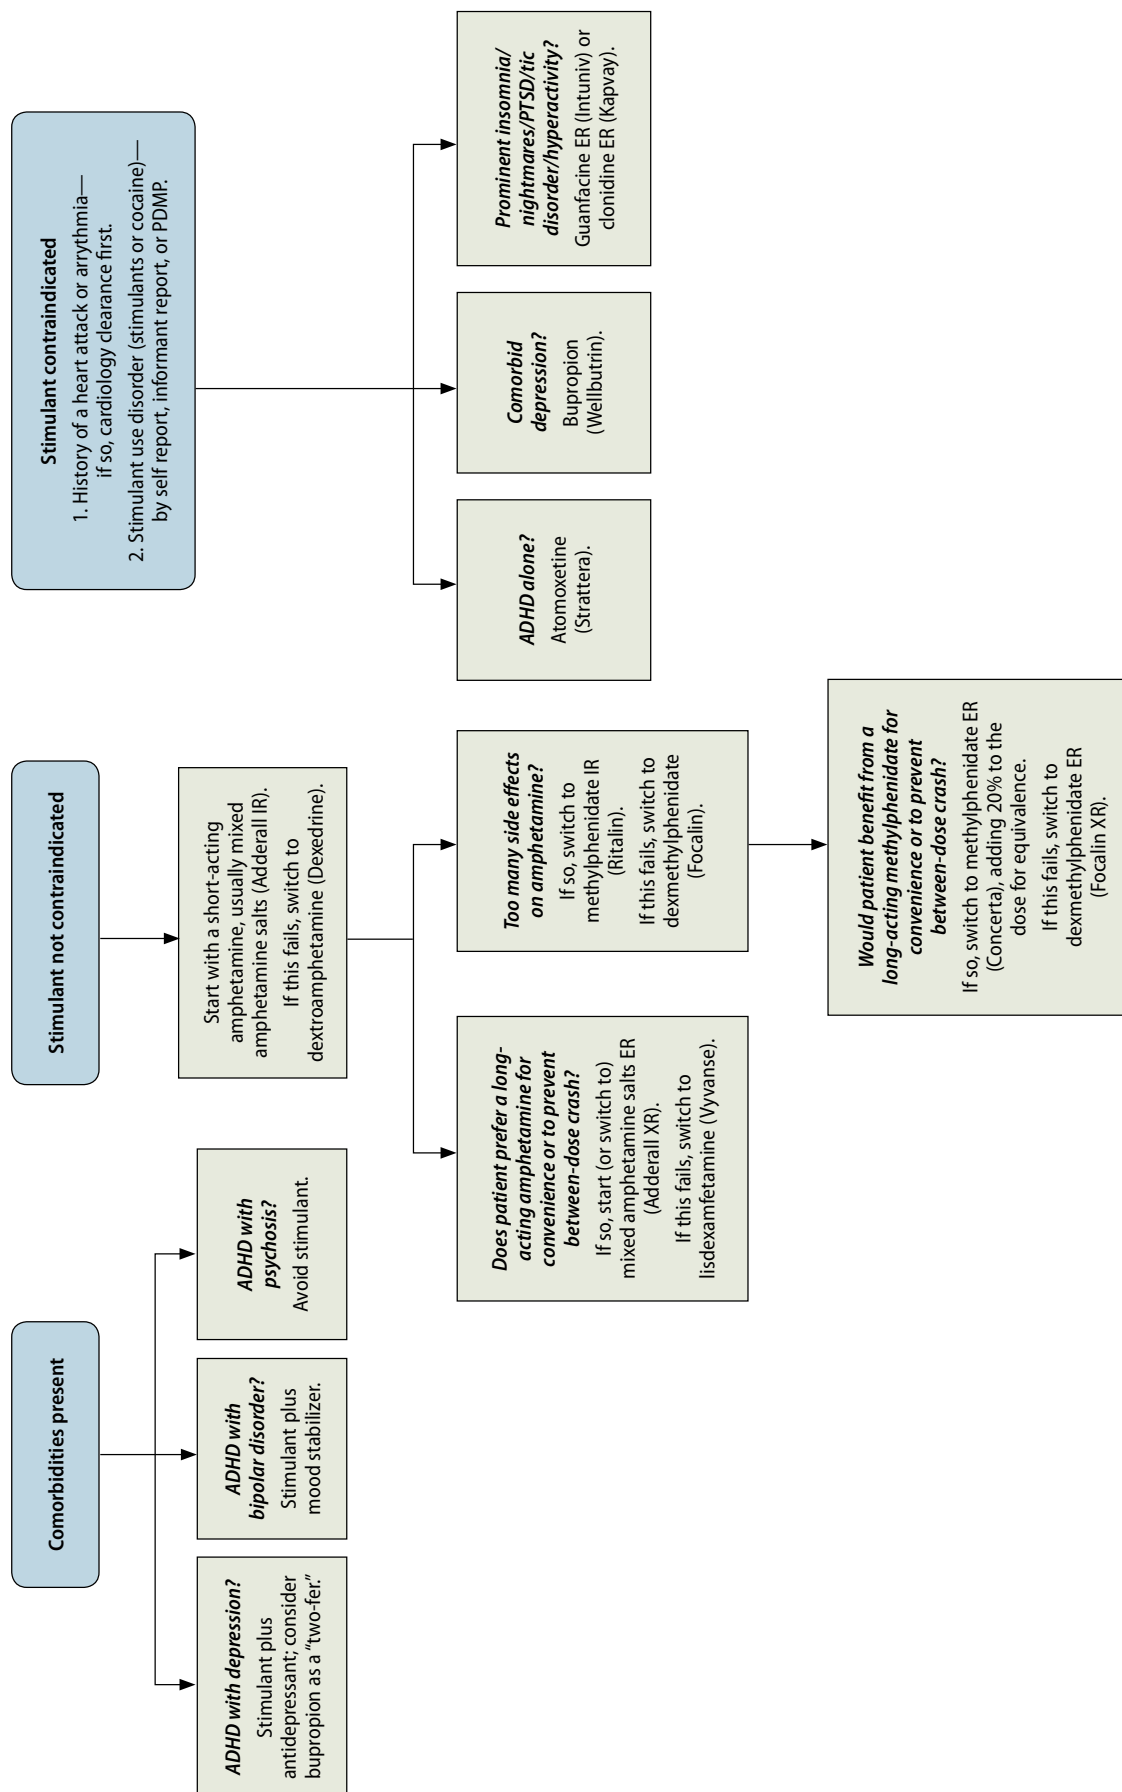 Comorbidities present
ADHD with depression?
Stimulant plus
antidepressant; consider
bupropion as a “two-fer.”
ADHD with
bipolar disorder?
Stimulant plus
mood stabilizer.
ADHD with
psychosis?
Avoid stimulant.
Stimulant not contraindicated
Start with a short-acting
amphetamine, usually mixed
amphetamine salts (Adderall IR).
If this fails, switch to
dextroamphetamine (Dexedrine).
Does patient prefer a long-
acting amphetamine for
convenience or to prevent
between-dose crash?
If so, start (or switch to)
mixed amphetamine salts ER
(Adderall XR).
If this fails, switch to
lisdexamfetamine (Vyvanse).
Too many side effects
on amphetamine?
If so, switch to
methylphenidate IR
(Ritalin).
If this fails, switch to
dexmethylphenidate
(Focalin).
Would patient benefit from a
long-acting methylphenidate for
convenience or to prevent
between-dose crash?
If so, switch to methylphenidate ER
(Concerta), adding 20% to the
dose for equivalence.
If this fails, switch to
dexmethylphenidate ER
(Focalin XR).
Stimulant contraindicated
1. History of a heart attack or arrythmia—
if so, cardiology clearance first.
2. Stimulant use disorder (stimulants or cocaine)—
by self report, informant report, or PDMP.
ADHD alone?
Atomoxetine
(Strattera).
Comorbid
depression?
Bupropion
(Wellbutrin).
Prominent insomnia/
nightmares/PTSD/tic
disorder/hyperactivity?
Guanfacine ER (Intuniv) or
clonidine ER (Kapvay).